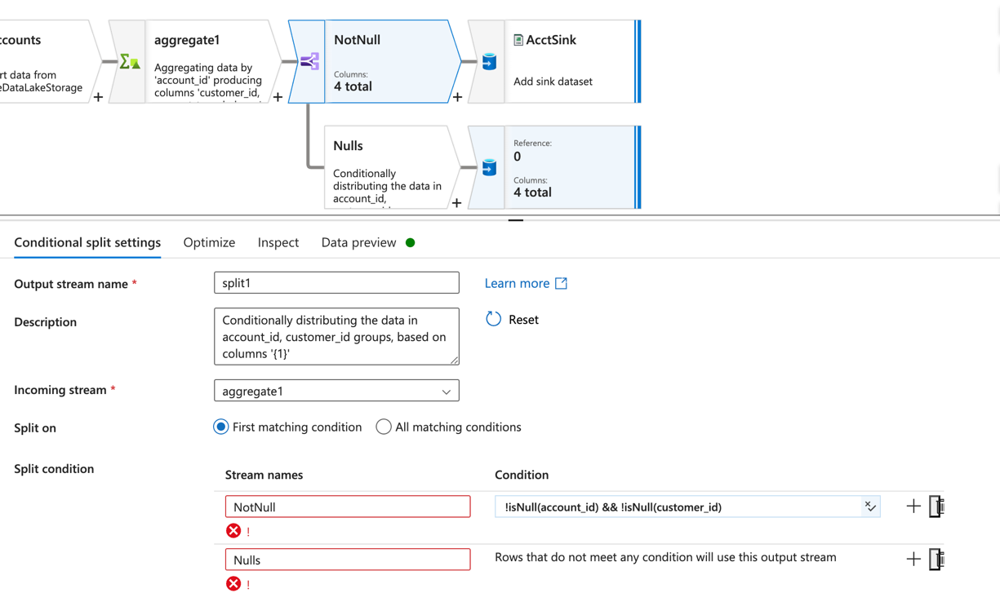 ccounts
rt data from
eDataLakeStorage
+
aggregate1
Aggregating data by
'account_id' producing
columns 'customer_id,
+
NotNull
Columns:
4 total
+
AcctSink
Add sink dataset
Nulls
Conditionally
distributing the data in
account_id,
+
Reference:
0
Columns:
4 total
Conditional split settings
Optimize
Inspect
Data preview
Output stream name *
split1
Learn more
Description
Conditionally distributing the data in
account_id, customer_id groups, based on
columns '{1}'
Reset
Incoming stream *
aggregate1
Split on
First matching condition
All matching conditions
Split condition
Stream names
Condition
NotNull
!isNull(account_id) && !isNull(customer_id)
!
Nulls
Rows that do not meet any condition will use this output stream
!